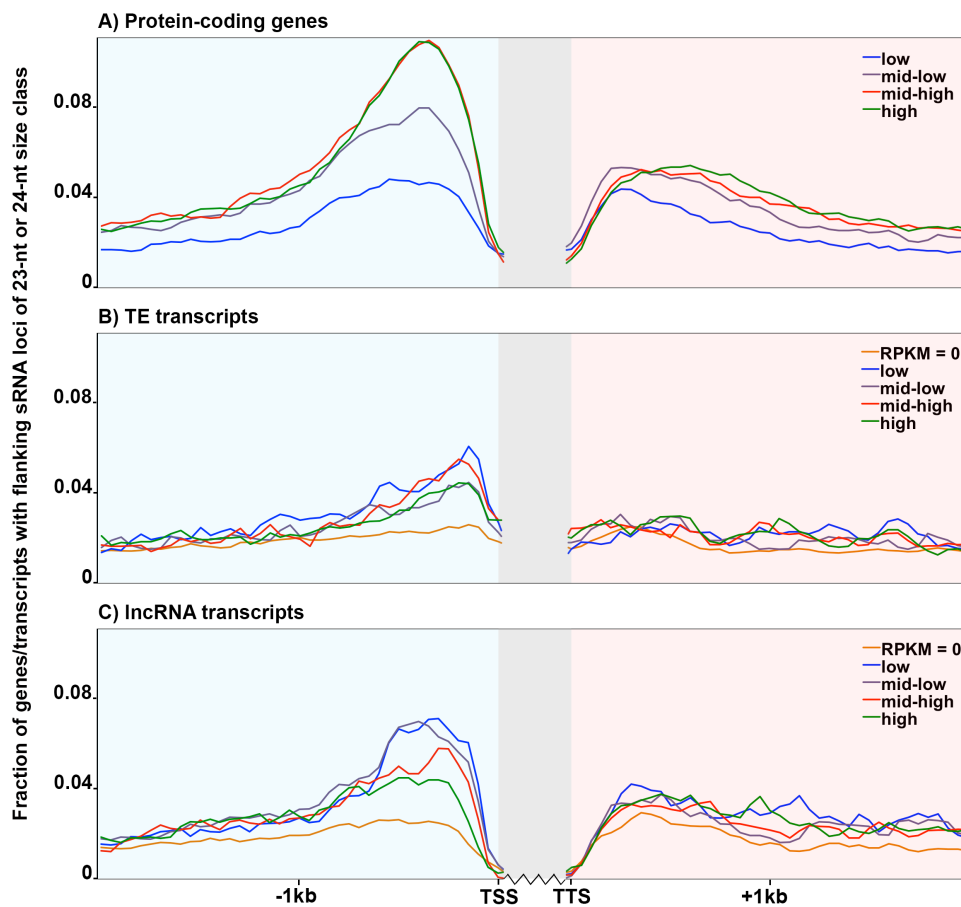 Fraction of genes/transcripts with flanking sRNA loci of 23-nt or 24-nt size class
A) Protein-coding genes
0.08
0.04
0
low
mid-low
mid-high
high
B) TE transcripts
0.08
0.04
0
RPKM = 0
low
mid-low
mid-high
high
C) lncRNA transcripts
0.08
0.04
0
RPKM = 0
low
mid-low
mid-high
high
-1kb TSS TTS +1kb